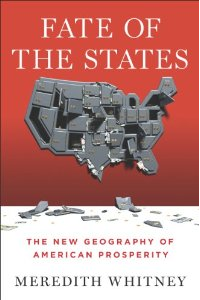 FATE OF
THE STATES
THE NEW GEOGRAPHY OF
AMERICAN PROSPERITY
MEREDITH WHITNEY